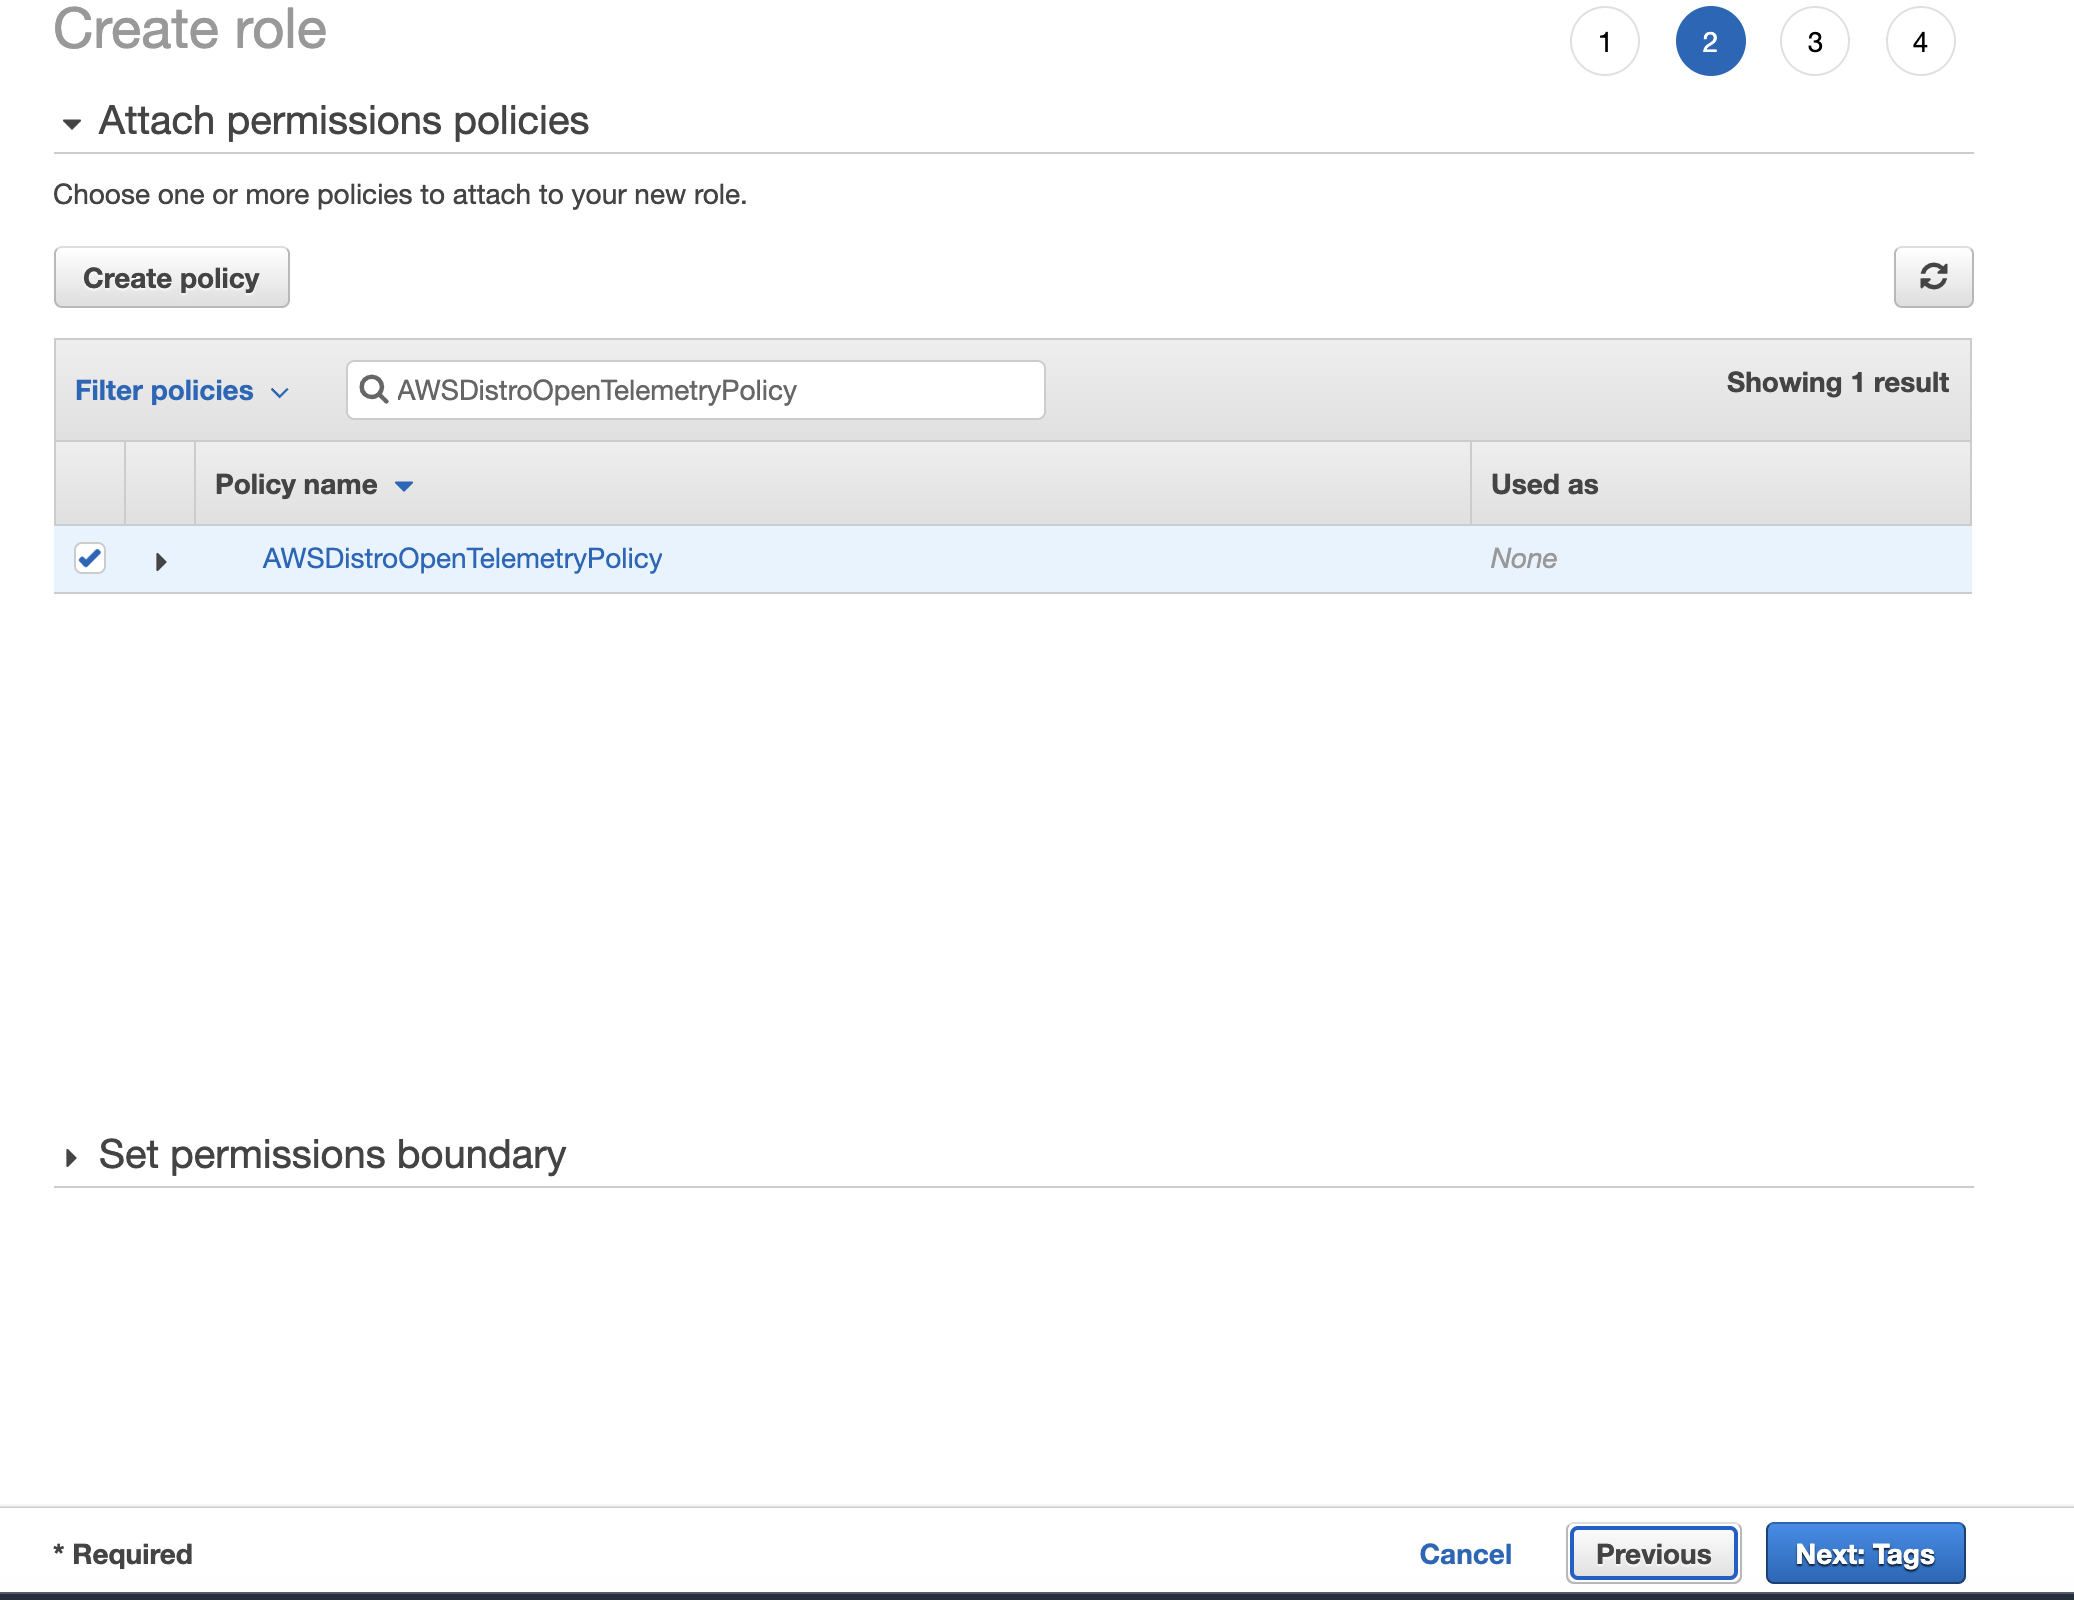 Create role
1 2 3 4
Attach permissions policies
Choose one or more policies to attach to your new role.
Create policy
Filter policies AWSDistroOpenTelemetryPolicy Showing 1 result
Policy name Used as
AWSDistroOpenTelemetryPolicy None
Set permissions boundary
* Required Cancel Previous Next: Tags